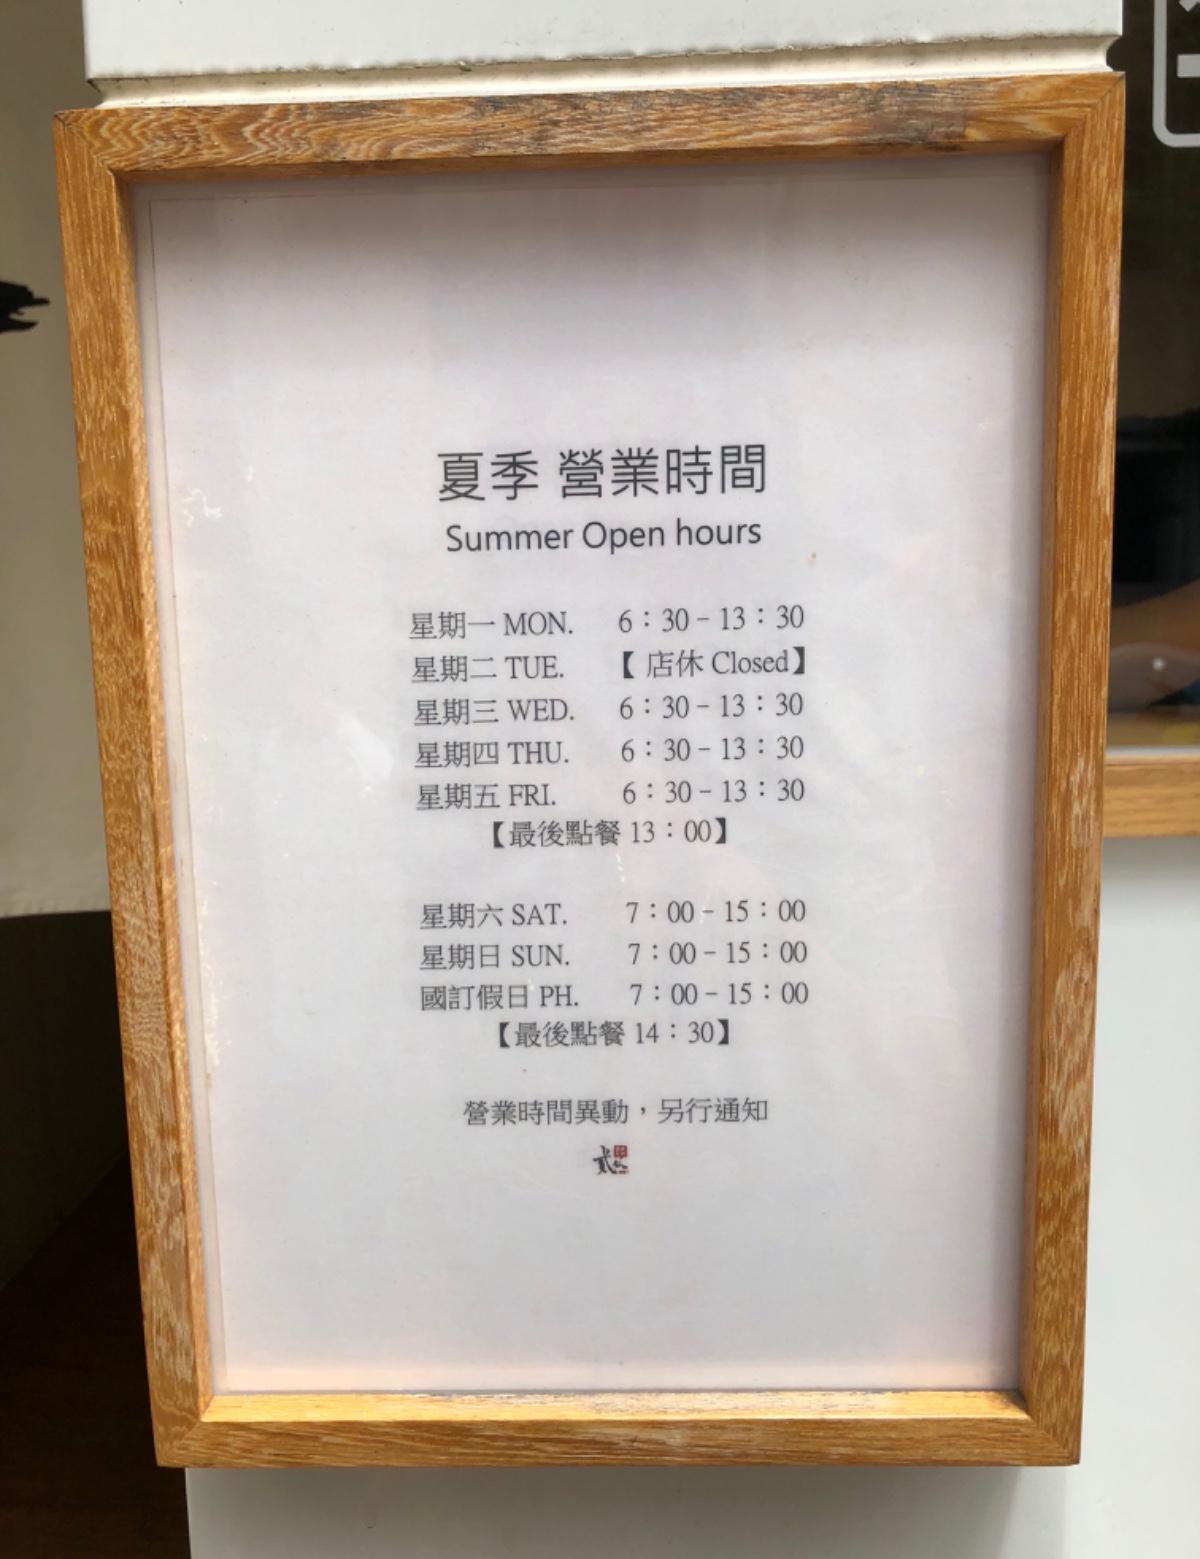 夏季 營業時間
Summer Open hours
星期一 MON. 6：30－13：30
星期二 TUE. 【 店休 Closed】
星期三 WED. 6：30－13：30
星期四 THU. 6：30－13：30
星期五 FRI. 6：30－13：30
【最後點餐 13：00】
星期六 SAT. 7：00－15：00
星期日 SUN. 7：00－15：00
國訂假日 PH. 7：00－15：00
【最後點餐 14：30】
營業時間異動，另行通知